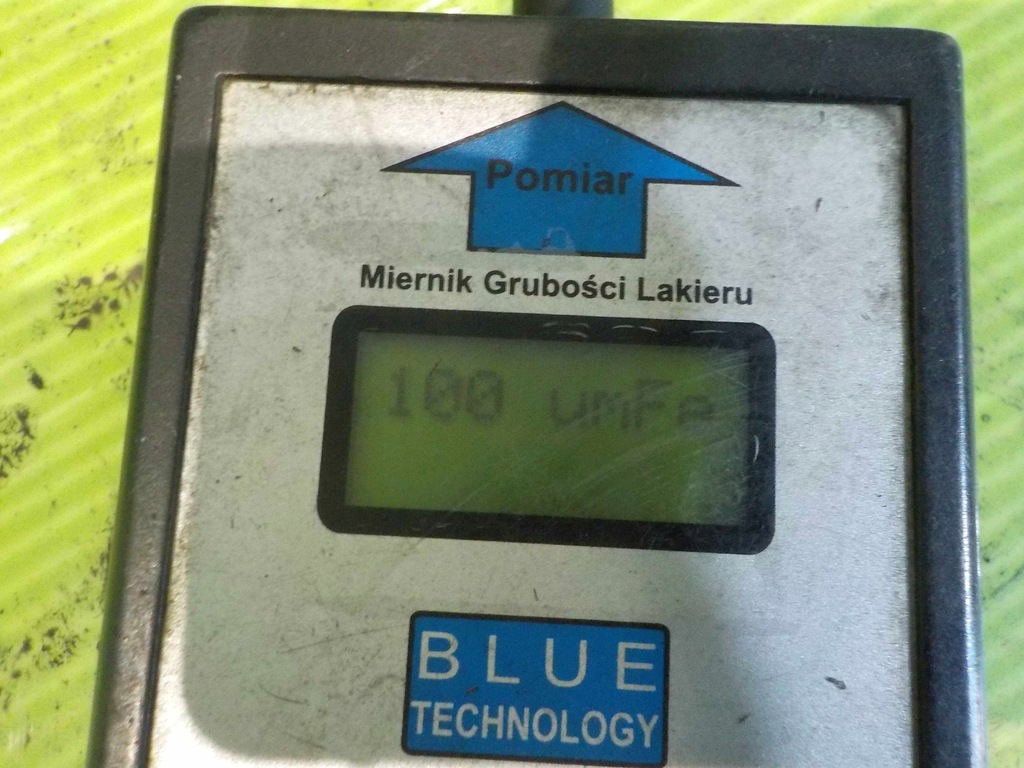 Pomiar
Miernik Grubości Lakieru
100 umFe
BLUE
TECHNOLOGY